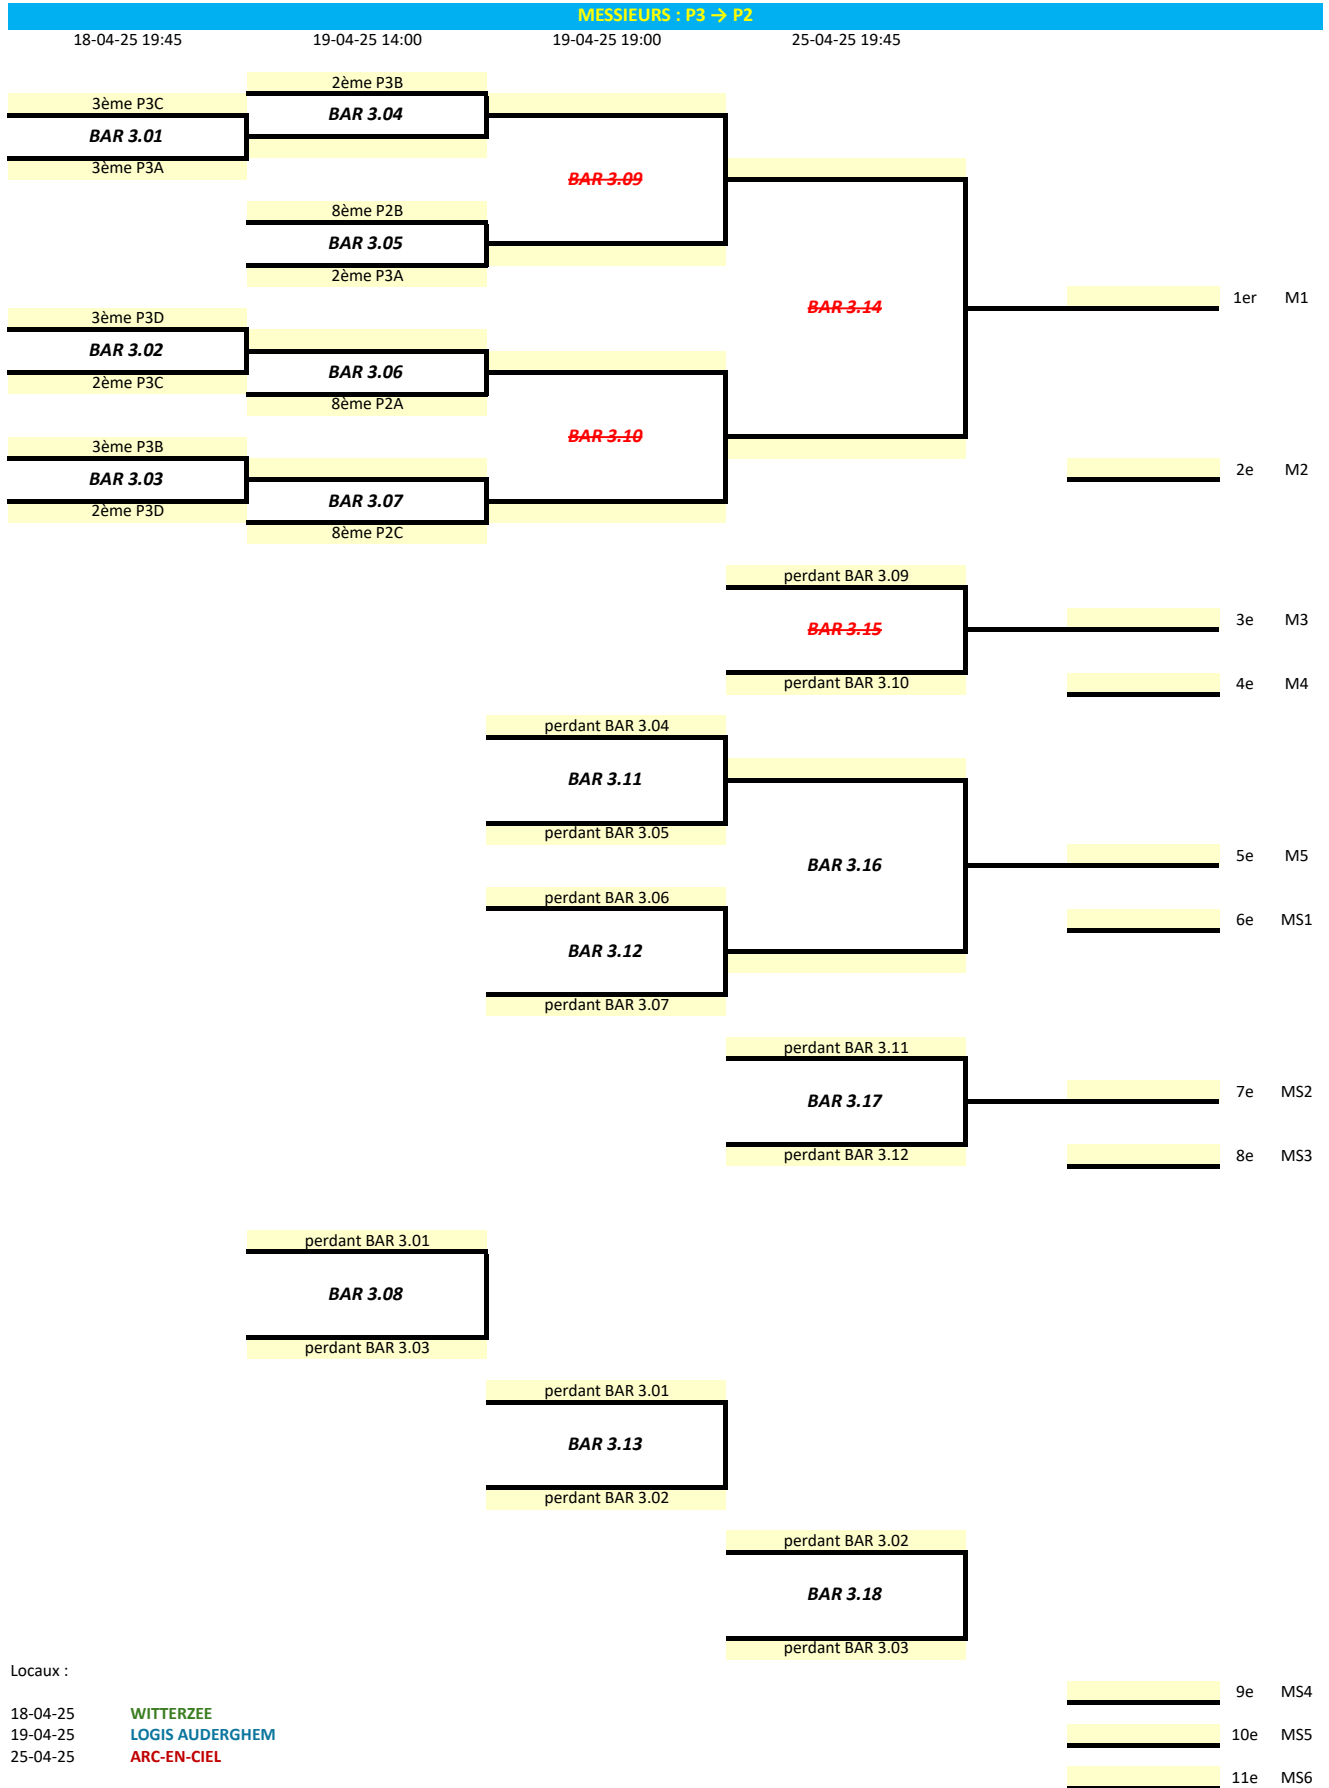 MESSIEURS : P3 → P2
18-04-25 19:45 19-04-25 14:00 19-04-25 19:00 25-04-25 19:45
2ème P3B
3ème P3C
BAR 3.04
BAR 3.01
3ème P3A
BAR 3.09
8ème P2B
BAR 3.05
2ème P3A
1er M1
BAR 3.14
3ème P3D
BAR 3.02
BAR 3.06
2ème P3C
8ème P2A
BAR 3.10
3ème P3B
2e M2
BAR 3.03
BAR 3.07
2ème P3D
8ème P2C
perdant BAR 3.09
3e M3
BAR 3.15
perdant BAR 3.10
4e M4
perdant BAR 3.04
BAR 3.11
perdant BAR 3.05
5e M5
BAR 3.16
perdant BAR 3.06
6e MS1
BAR 3.12
perdant BAR 3.07
perdant BAR 3.11
7e MS2
BAR 3.17
perdant BAR 3.12
8e MS3
perdant BAR 3.01
BAR 3.08
perdant BAR 3.03
perdant BAR 3.01
BAR 3.13
perdant BAR 3.02
perdant BAR 3.02
BAR 3.18
perdant BAR 3.03
Locaux :
9e MS4
18-04-25 WITTERZEE
19-04-25 LOGIS AUDERGHEM
10e MS5
25-04-25 ARC-EN-CIEL
11e MS6